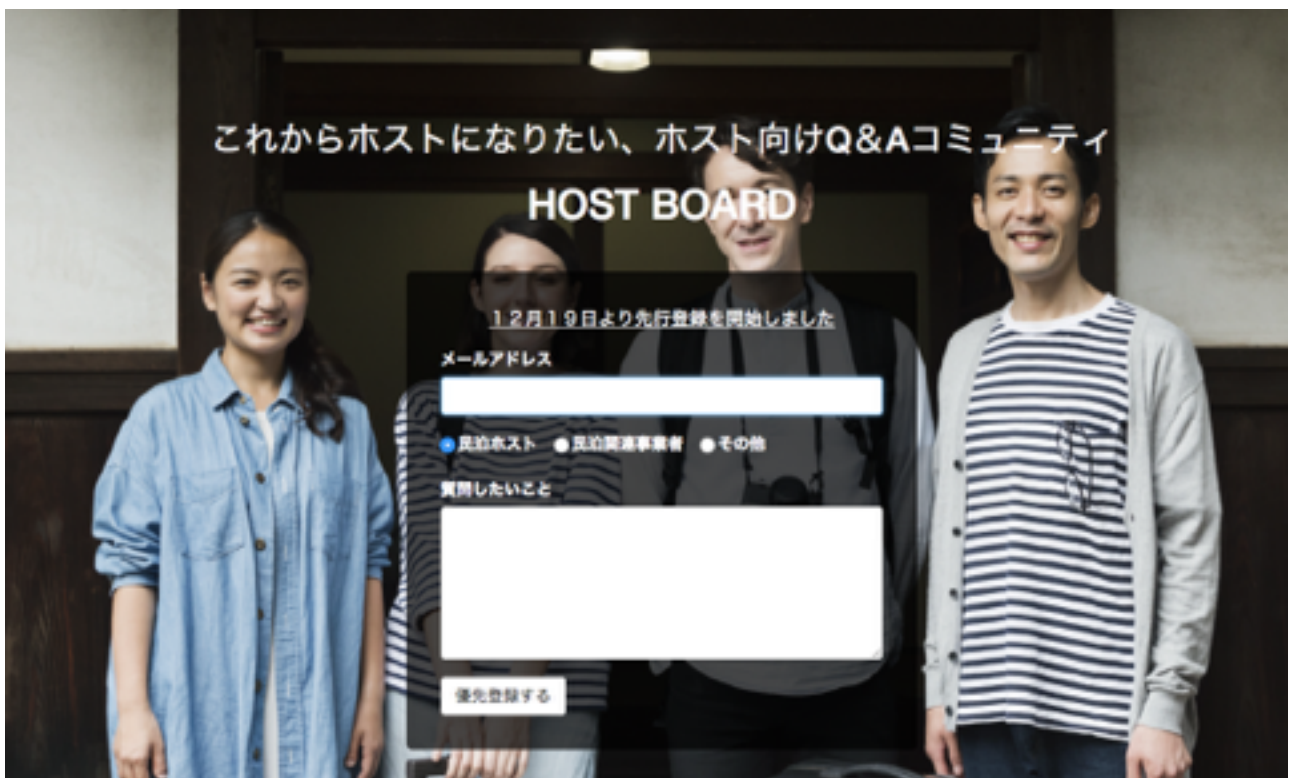 これからホストになりたい、ホスト向けQ&Aコミュニティ
HOST BOARD
12月19日より先行登録を開始しました
メールアドレス
民泊ホスト 民泊関連事業者 その他
質問したいこと
優先登録する